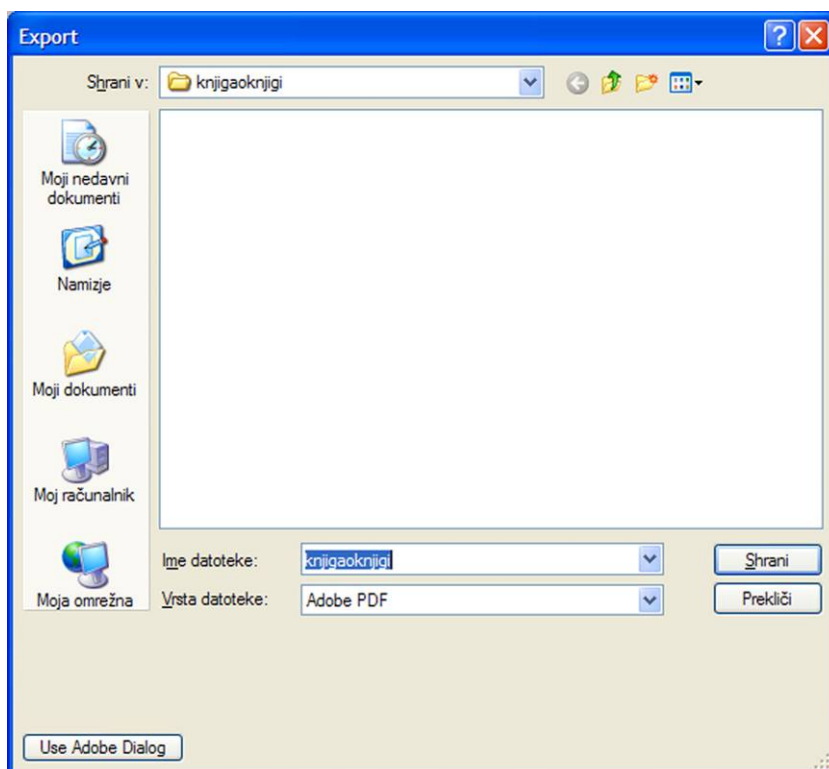 Export
Shrani v:
knjigaoknjigi
Moji nedavni
dokumenti
Namizje
Moji dokumenti
Moj računalnik
Moja omrežna
Ime datoteke:
knjigaoknjigi
Shrani
Vrsta datoteke:
Adobe PDF
Prekliči
Use Adobe Dialog